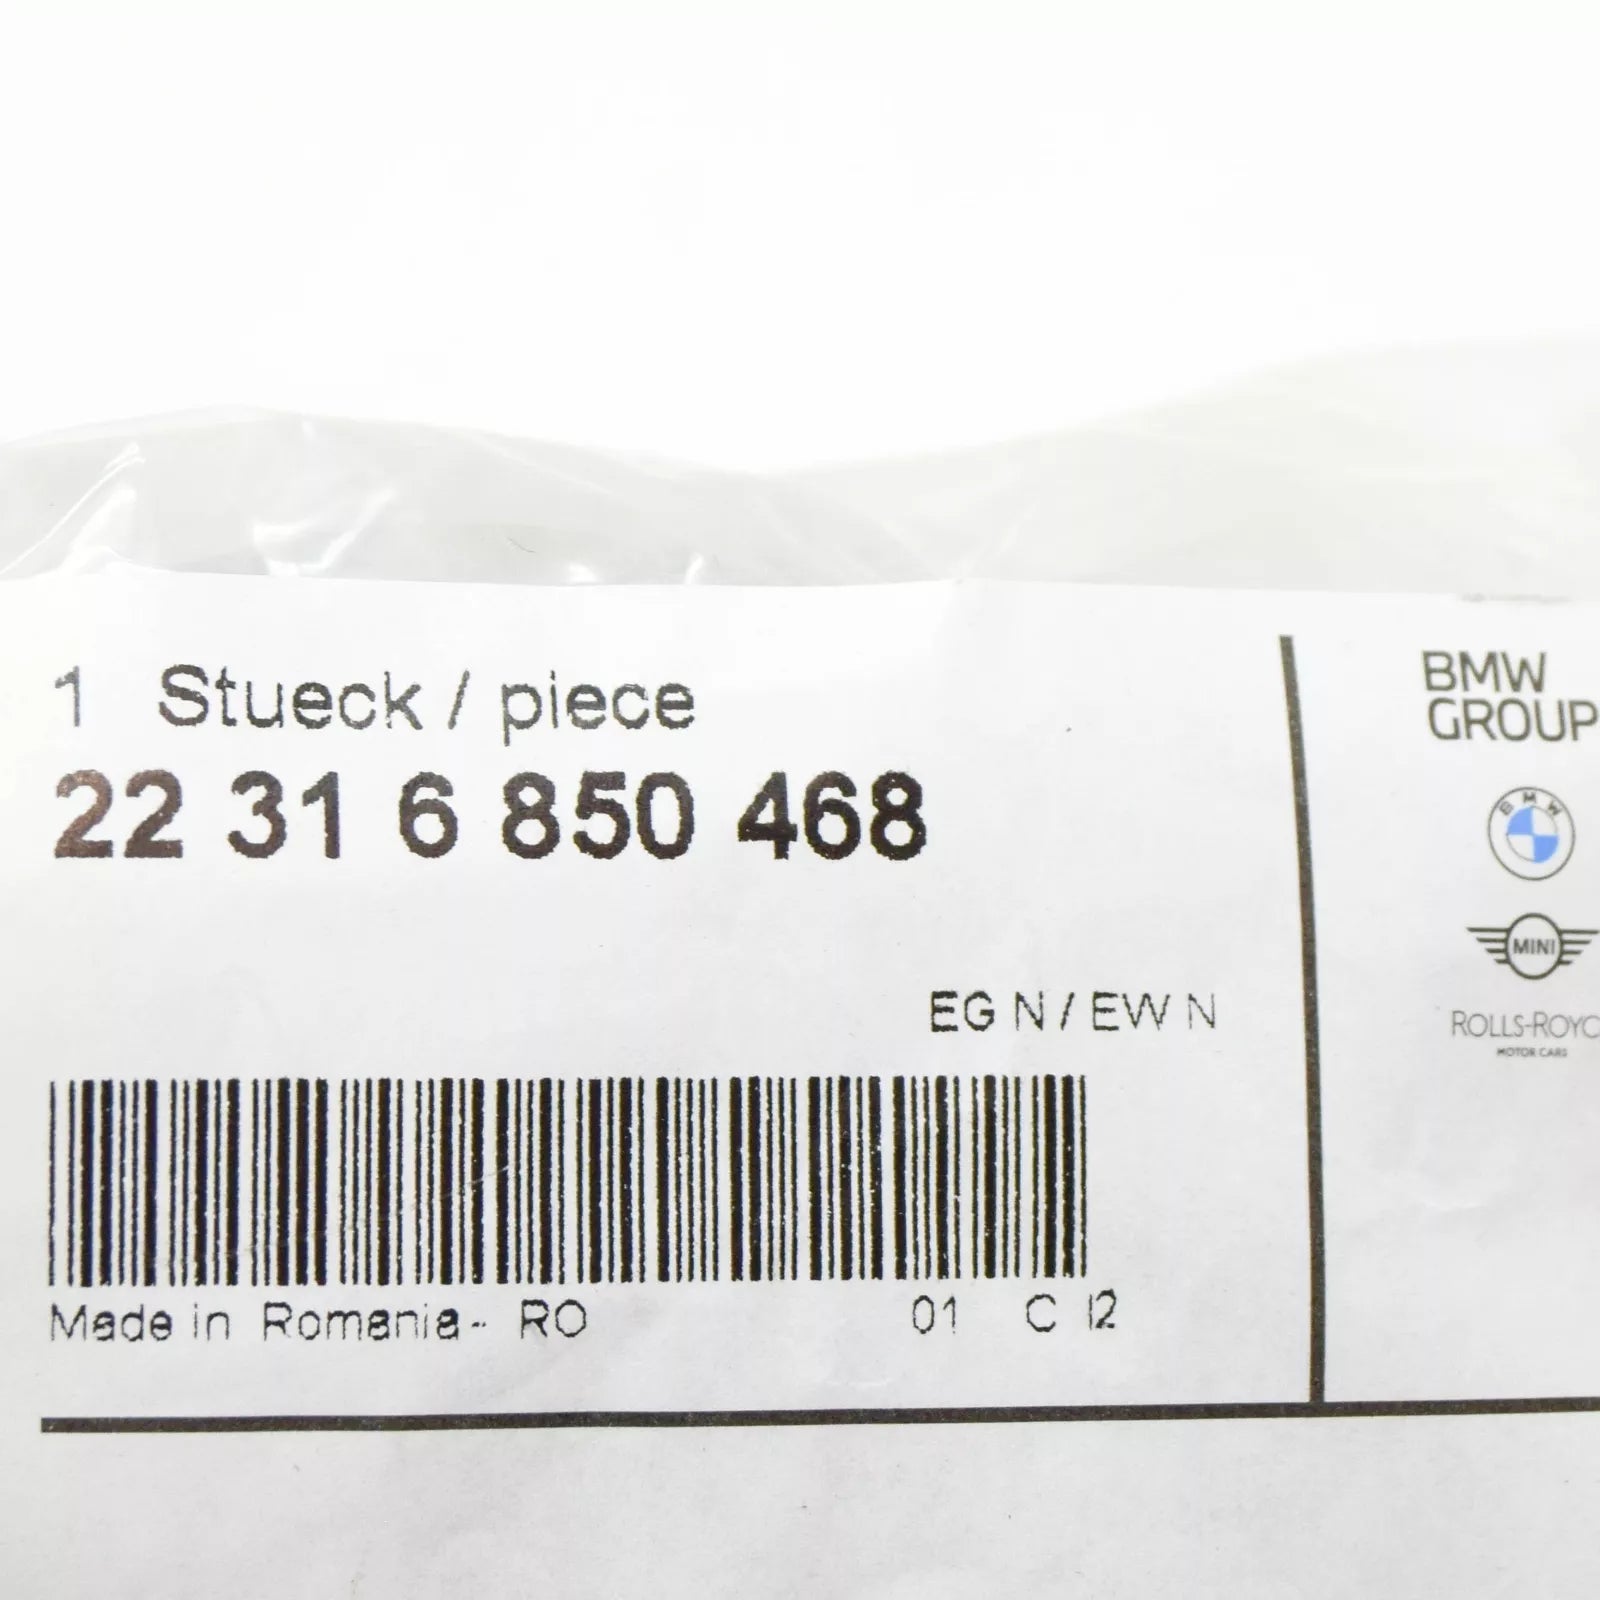 1 Stueck / piece
22 31 6 850 468
EG N / EW N
Made in Romania - RO
01 C I2
BMW
GROUP
BMW
MINI
ROLLS-ROYC
MOTOR CARS